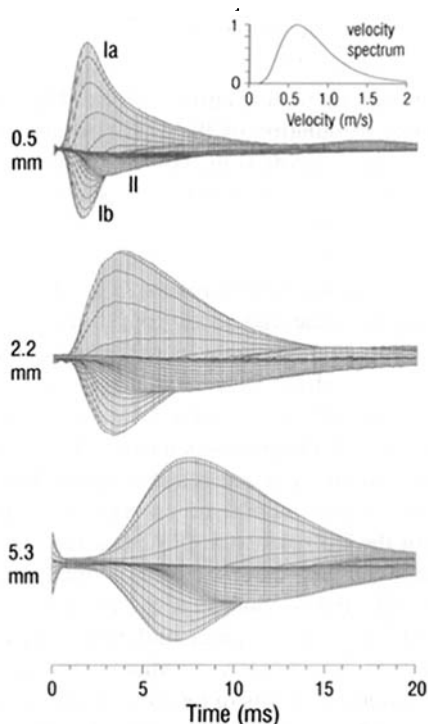 Ia
1
velocity
spectrum
0
0 0.5 1 1.5 2
Velocity (m/s)
0.5
mm
II
Ib
2.2
mm
5.3
mm
0 5 10 15 20
Time (ms)